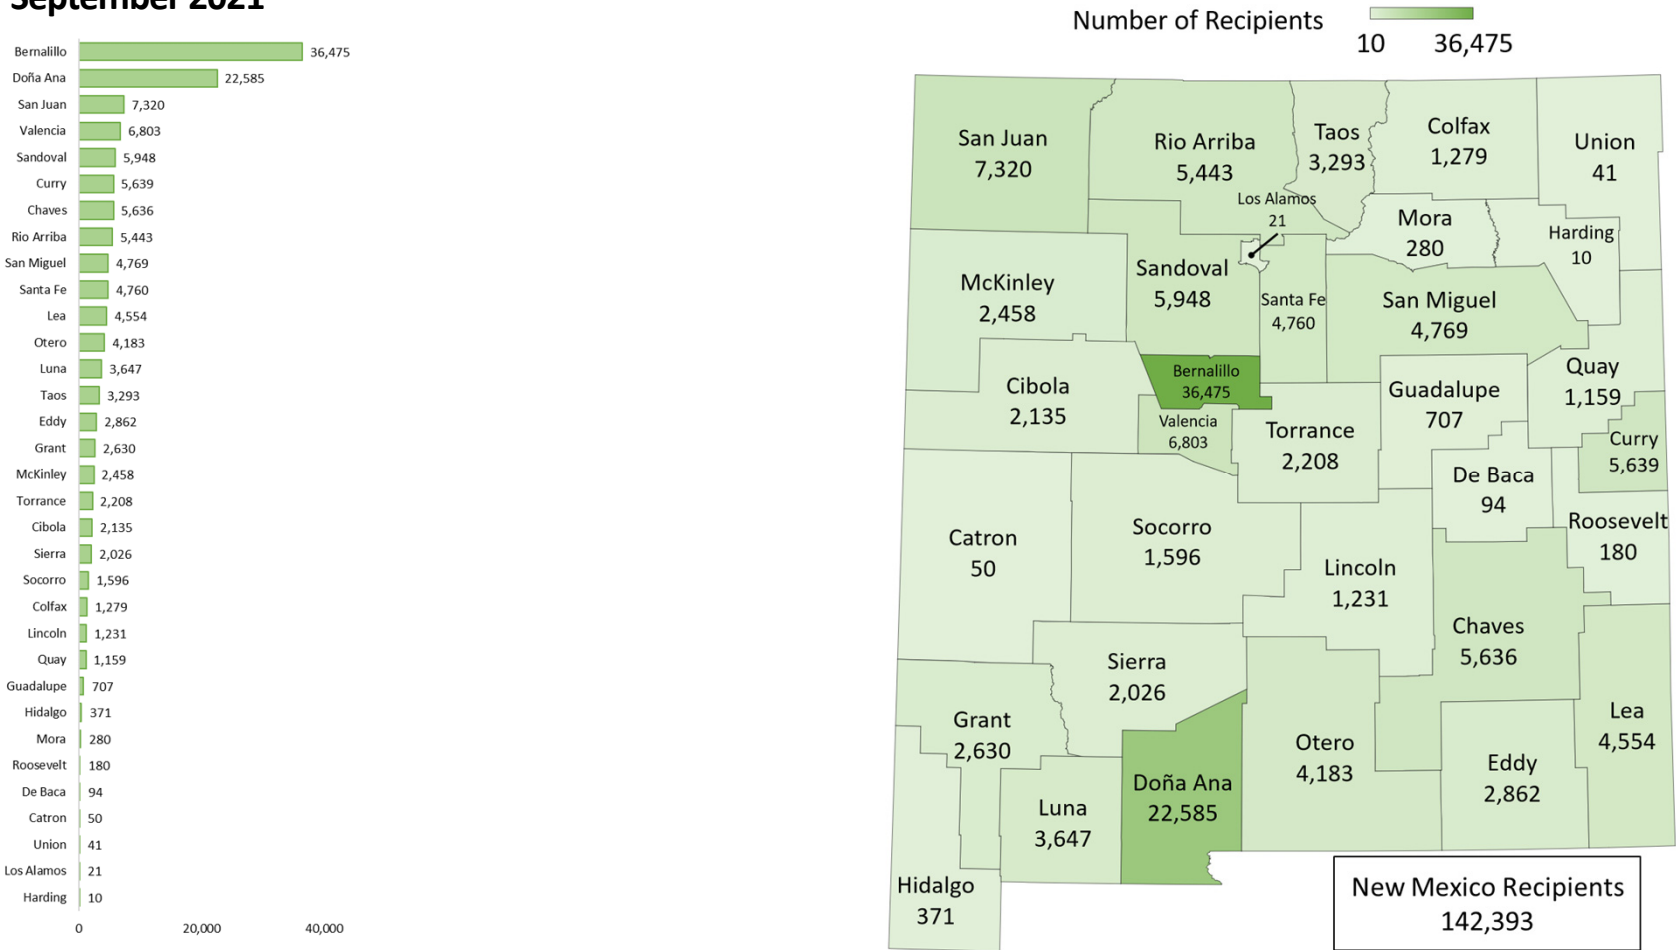 September 2021
Bernalillo 36,475
Doña Ana 22,585
San Juan 7,320
Valencia 6,803
Sandoval 5,948
Curry 5,639
Chaves 5,636
Rio Arriba 5,443
San Miguel 4,769
Santa Fe 4,760
Lea 4,554
Otero 4,183
Luna 3,647
Taos 3,293
Eddy 2,862
Grant 2,630
McKinley 2,458
Torrance 2,208
Cibola 2,135
Sierra 2,026
Socorro 1,596
Colfax 1,279
Lincoln 1,231
Quay 1,159
Guadalupe 707
Hidalgo 371
Mora 280
Roosevelt 180
De Baca 94
Catron 50
Union 41
Los Alamos 21
Harding 10
0 20,000 40,000
Number of Recipients
10 36,475
San Juan
7,320
Rio Arriba
5,443
Taos
3,293
Colfax
1,279
Union
41
Los Alamos
21
Mora
280
Harding
10
McKinley
2,458
Sandoval
5,948
Santa Fe
4,760
San Miguel
4,769
Bernalillo
36,475
Cibola
2,135
Valencia
6,803
Torrance
2,208
Guadalupe
707
Quay
1,159
Curry
5,639
De Baca
94
Roosevelt
180
Catron
50
Socorro
1,596
Lincoln
1,231
Chaves
5,636
Sierra
2,026
Grant
2,630
Otero
4,183
Lea
4,554
Eddy
2,862
Doña Ana
22,585
Luna
3,647
Hidalgo
371
New Mexico Recipients
142,393